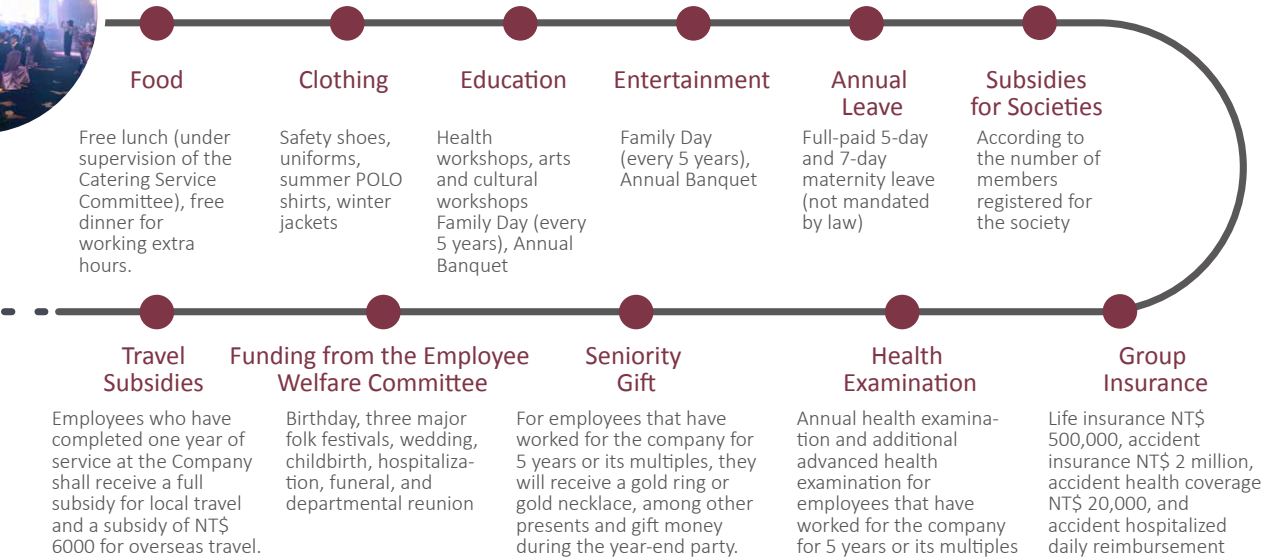 Food
Free lunch (under
supervision of the
Catering Service
Committee), free
dinner for
working extra
hours.
Clothing
Safety shoes,
uniforms,
summer POLO
shirts, winter
jackets
Education
Health
workshops, arts
and cultural
workshops
Family Day (every
5 years), Annual
Banquet
Entertainment
Family Day
(every 5 years),
Annual Banquet
Annual
Leave
Full-paid 5-day
and 7-day
maternity leave
(not mandated
by law)
Subsidies
for Societies
According to
the number of
members
registered for
the society
Travel
Subsidies
Employees who have
completed one year of
service at the Company
shall receive a full
subsidy for local travel
and a subsidy of NT$
6000 for overseas travel.
Funding from the Employee
Welfare Committee
Birthday, three major
folk festivals, wedding,
childbirth, hospitaliza-
tion, funeral, and
departmental reunion
Seniority
Gift
For employees that have
worked for the company for
5 years or its multiples, they
will receive a gold ring or
gold necklace, among other
presents and gift money
during the year-end party.
Health
Examination
Annual health examina-
tion and additional
advanced health
examination for
employees that have
worked for the company
for 5 years or its multiples
Group
Insurance
Life insurance NT$
500,000, accident
insurance NT$ 2 million,
accident health coverage
NT$ 20,000, and
accident hospitalized
daily reimbursement